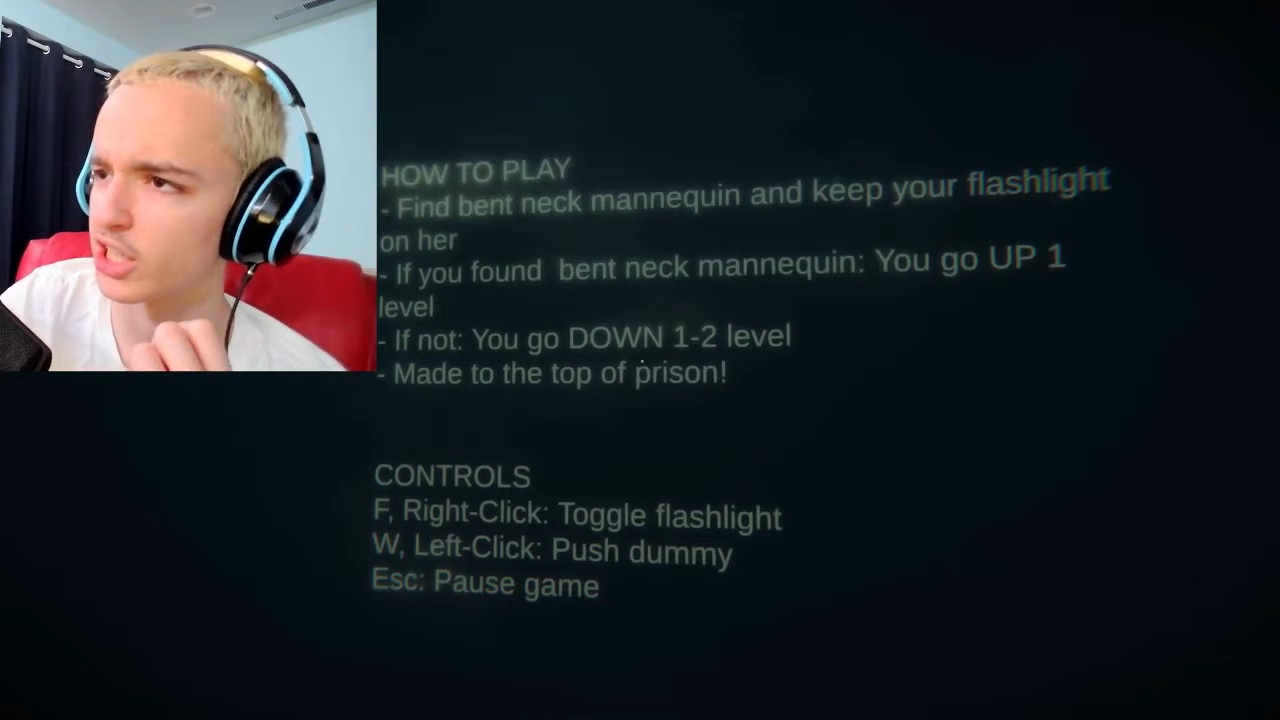 HOW TO PLAY
- Find bent neck mannequin and keep your flashlight
on her
- If you found  bent neck mannequin: You go UP 1
level
- If not: You go DOWN 1-2 level
- Made to the top of prison!
CONTROLS
F, Right-Click: Toggle flashlight
W, Left-Click: Push dummy
Esc: Pause game